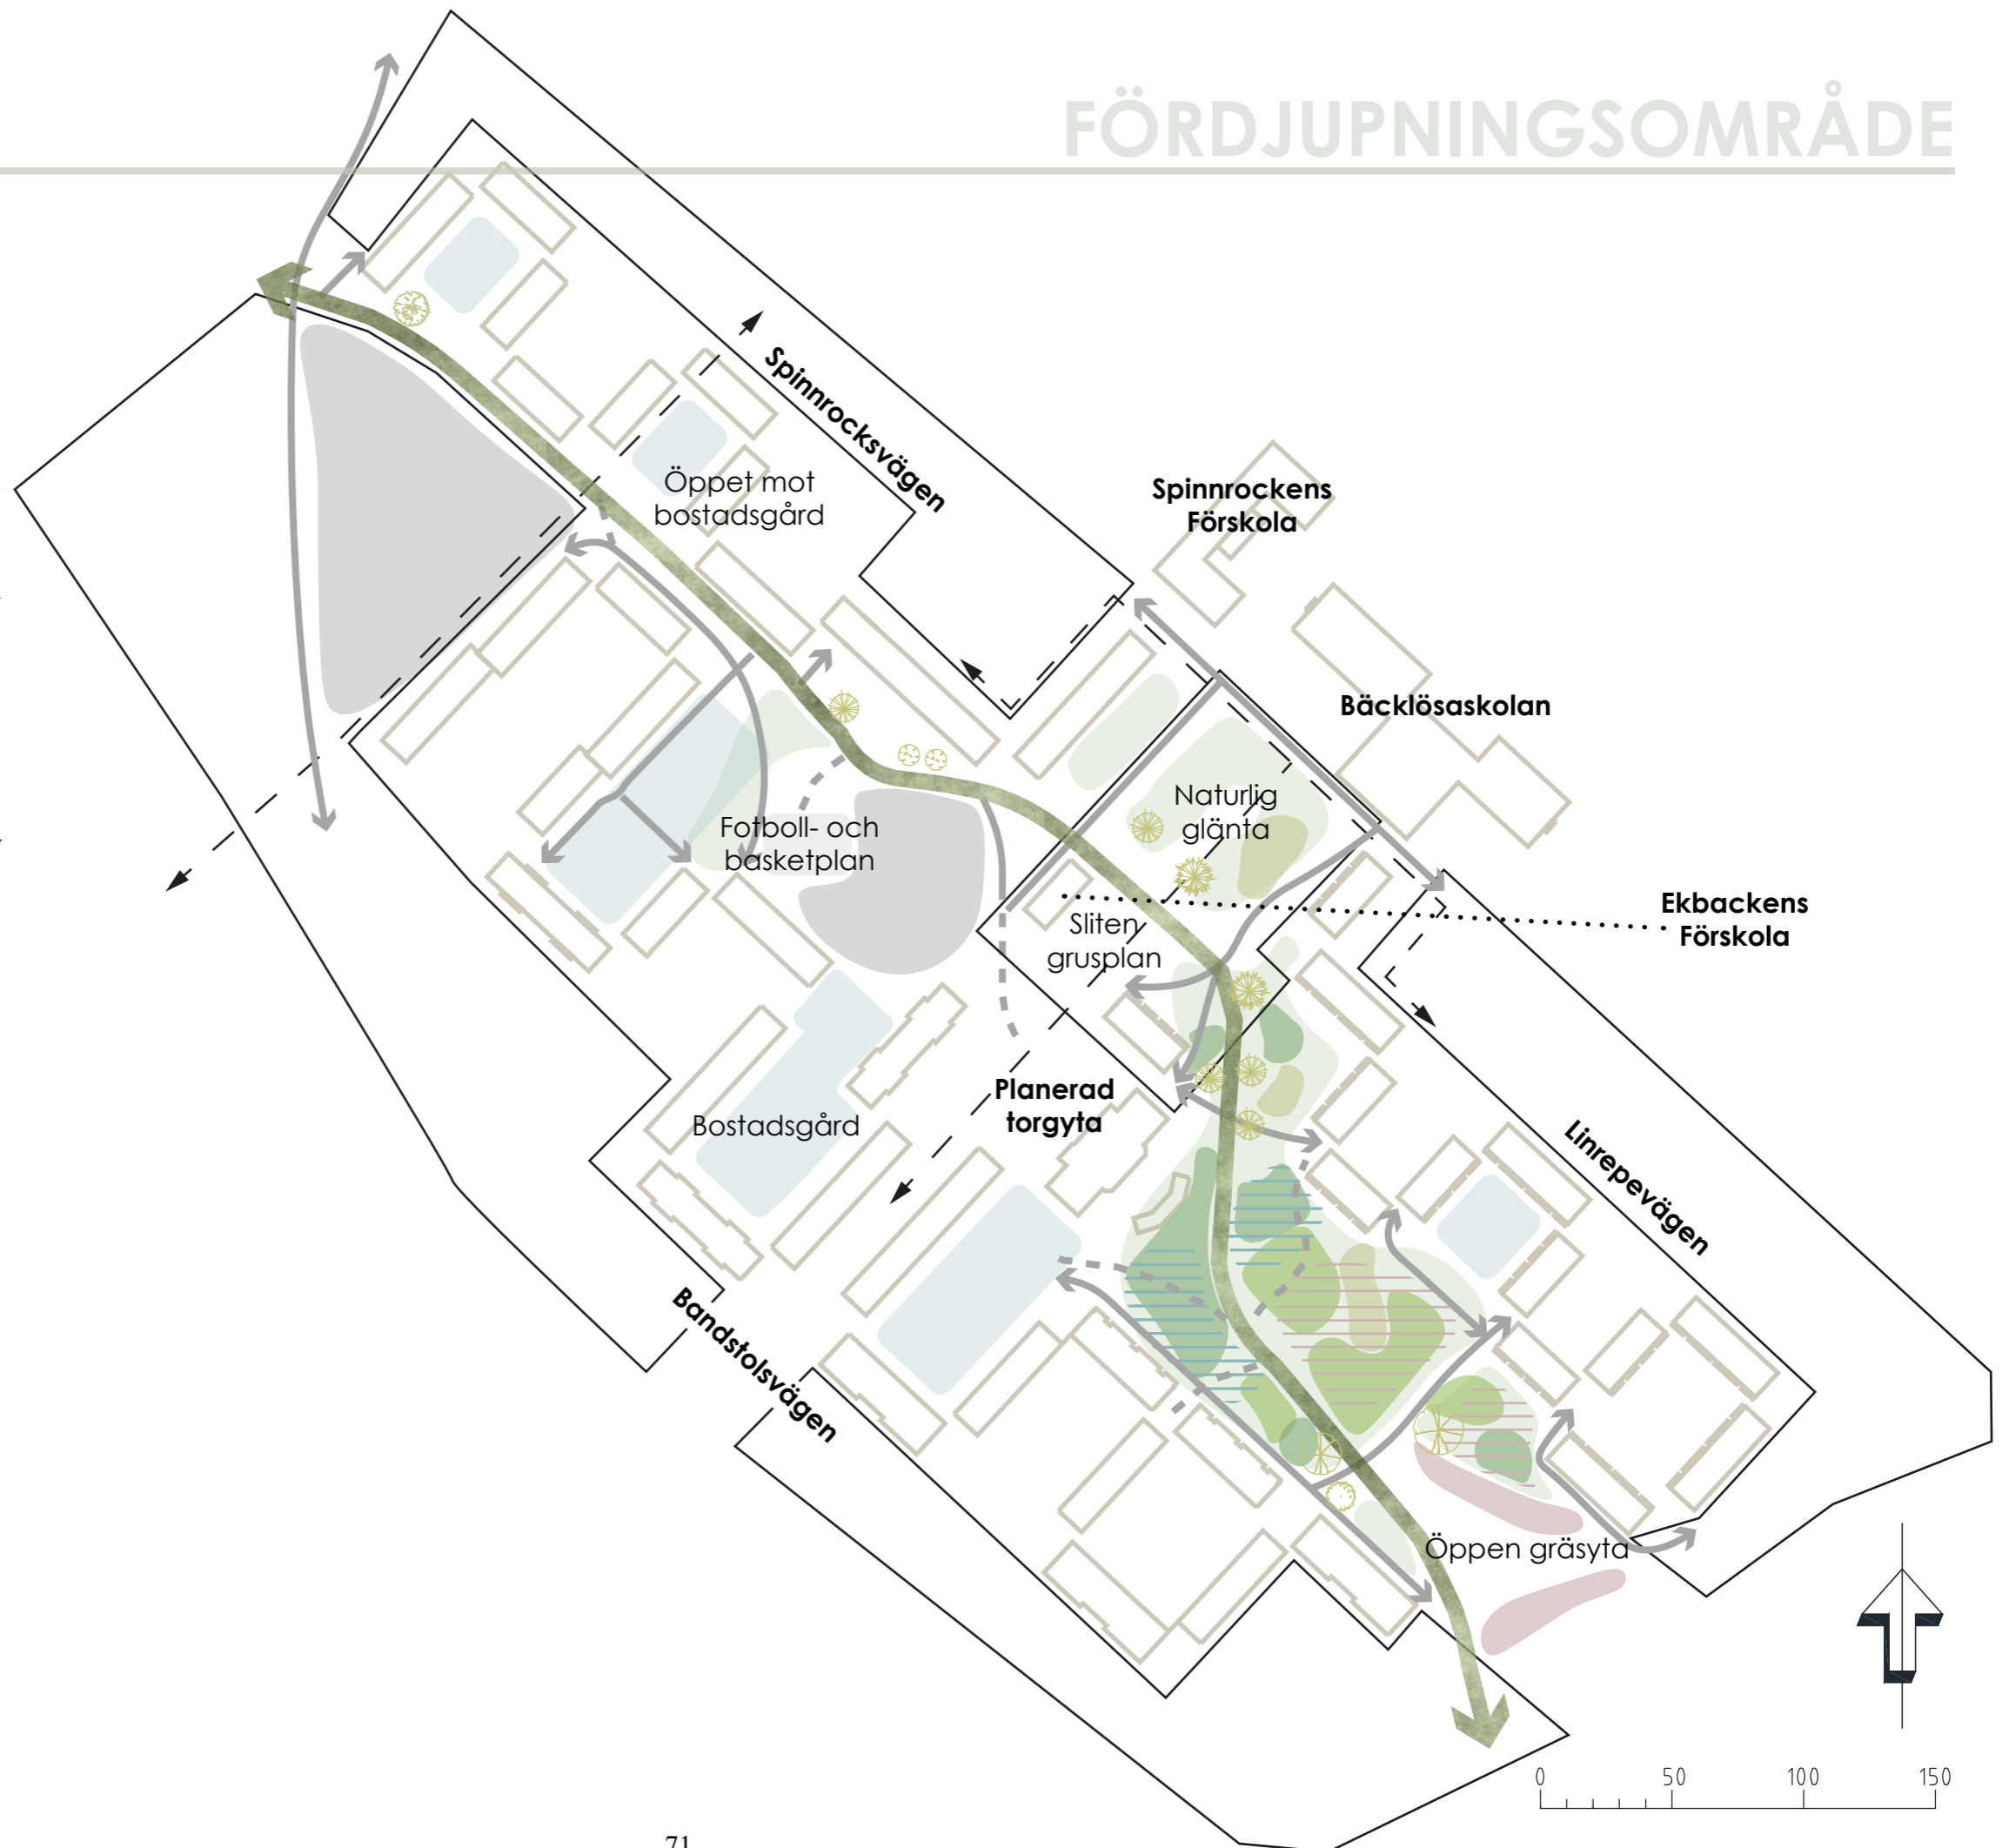 FÖRDJUPNINGSOMRÅDE
Spinnrocksvägen
Öppet mot
bostadsgård
Spinnrockens
Förskola
Bäcklösaskolan
Naturlig
glänta
Fotboll- och
basketplan
Ekbackens
Förskola
Sliten
grusplan
Planerad
torgyta
Bostadsgård
Linrepevägen
Bandstolsvägen
Öppen gräsyta
0 50 100 150
71